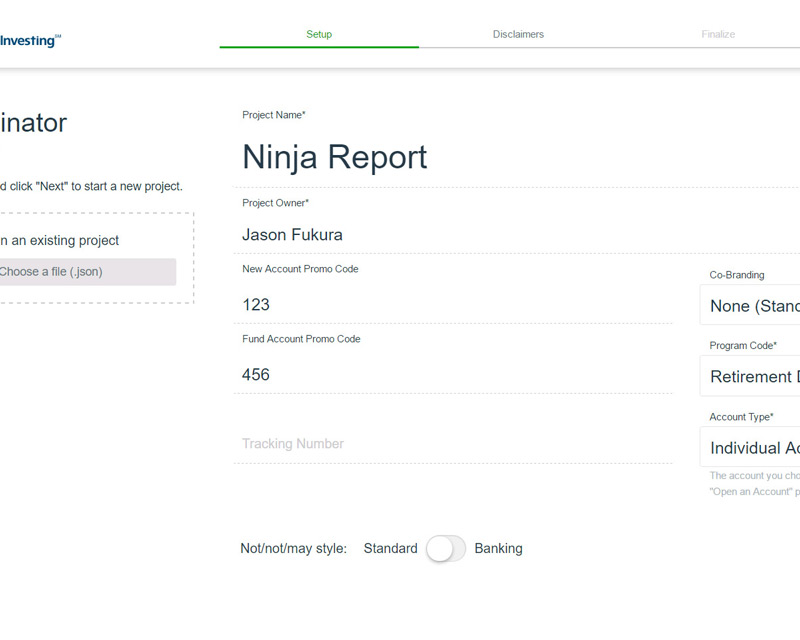 Investing℠
Setup
Disclaimers
Finalize
inator
d click "Next" to start a new project.
n an existing project
Choose a file (.json)
Project Name*
Ninja Report
Project Owner*
Jason Fukura
New Account Promo Code
123
Fund Account Promo Code
456
Tracking Number
Co-Branding
None (Stand
Program Code*
Retirement D
Account Type*
Individual Ac
The account you cho
"Open an Account" p
Not/not/may style: Standard Banking